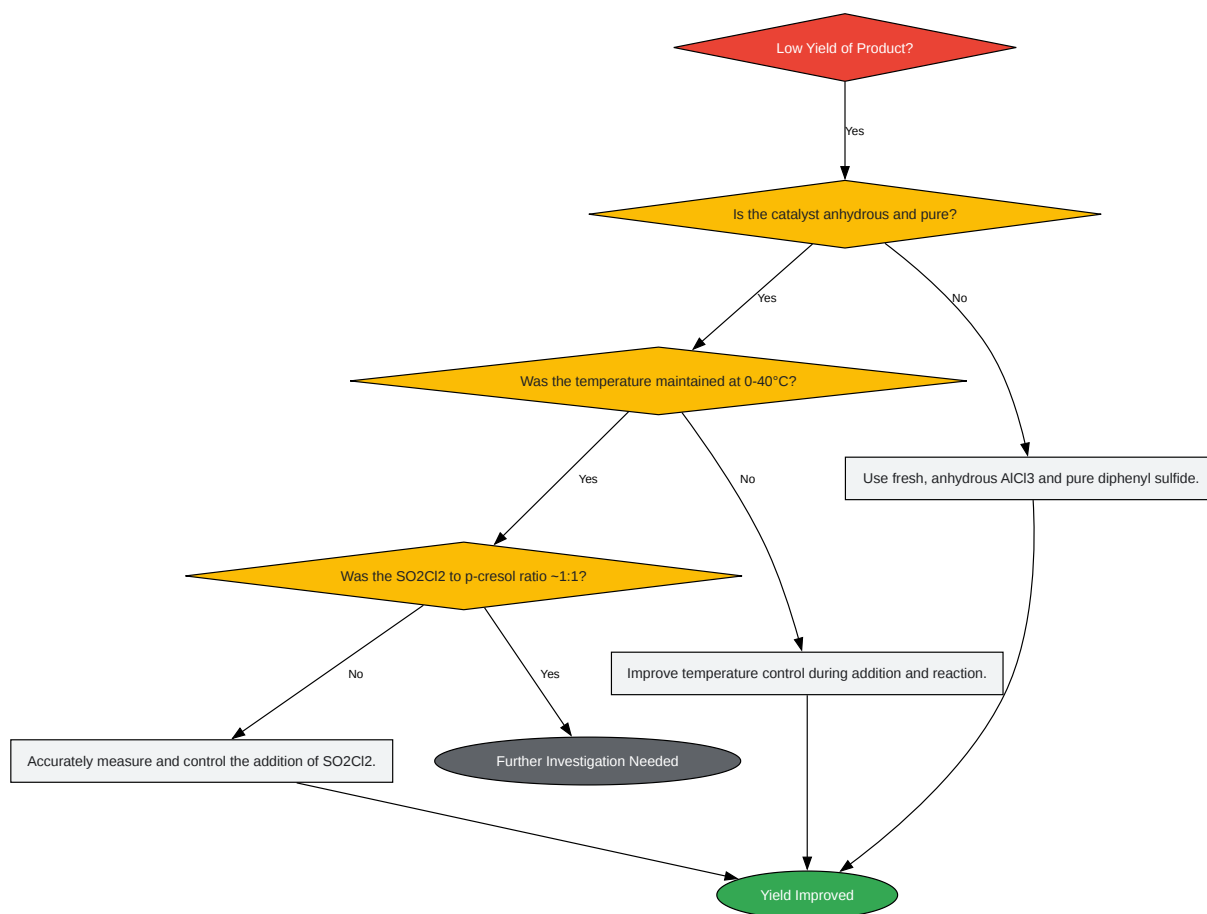 Low Yield of Product?
Yes
Is the catalyst anhydrous and pure?
Yes
No
Was the temperature maintained at 0-40°C?
Yes
No
Use fresh, anhydrous AlCl3 and pure diphenyl sulfide.
Was the SO2Cl2 to p-cresol ratio ~1:1?
No
Yes
Improve temperature control during addition and reaction.
Accurately measure and control the addition of SO2Cl2.
Further Investigation Needed
Yield Improved